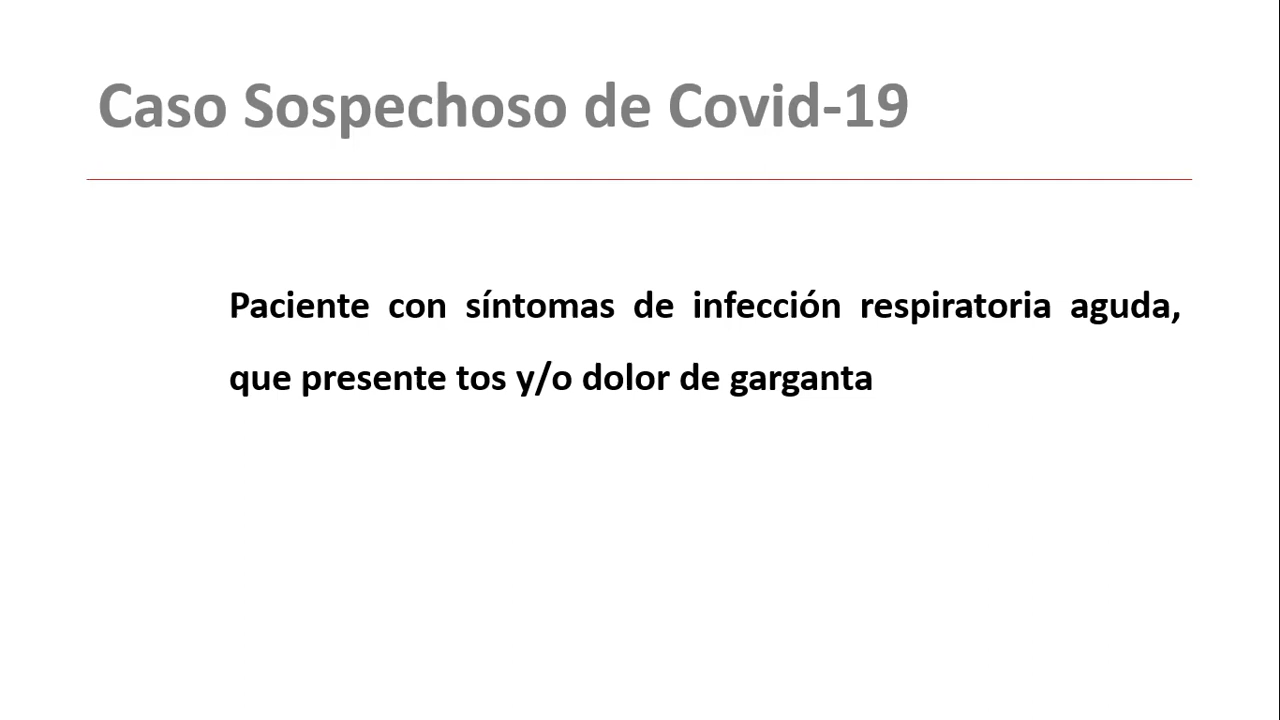 Caso Sospechoso de Covid-19
Paciente con síntomas de infección respiratoria aguda,
que presente tos y/o dolor de garganta